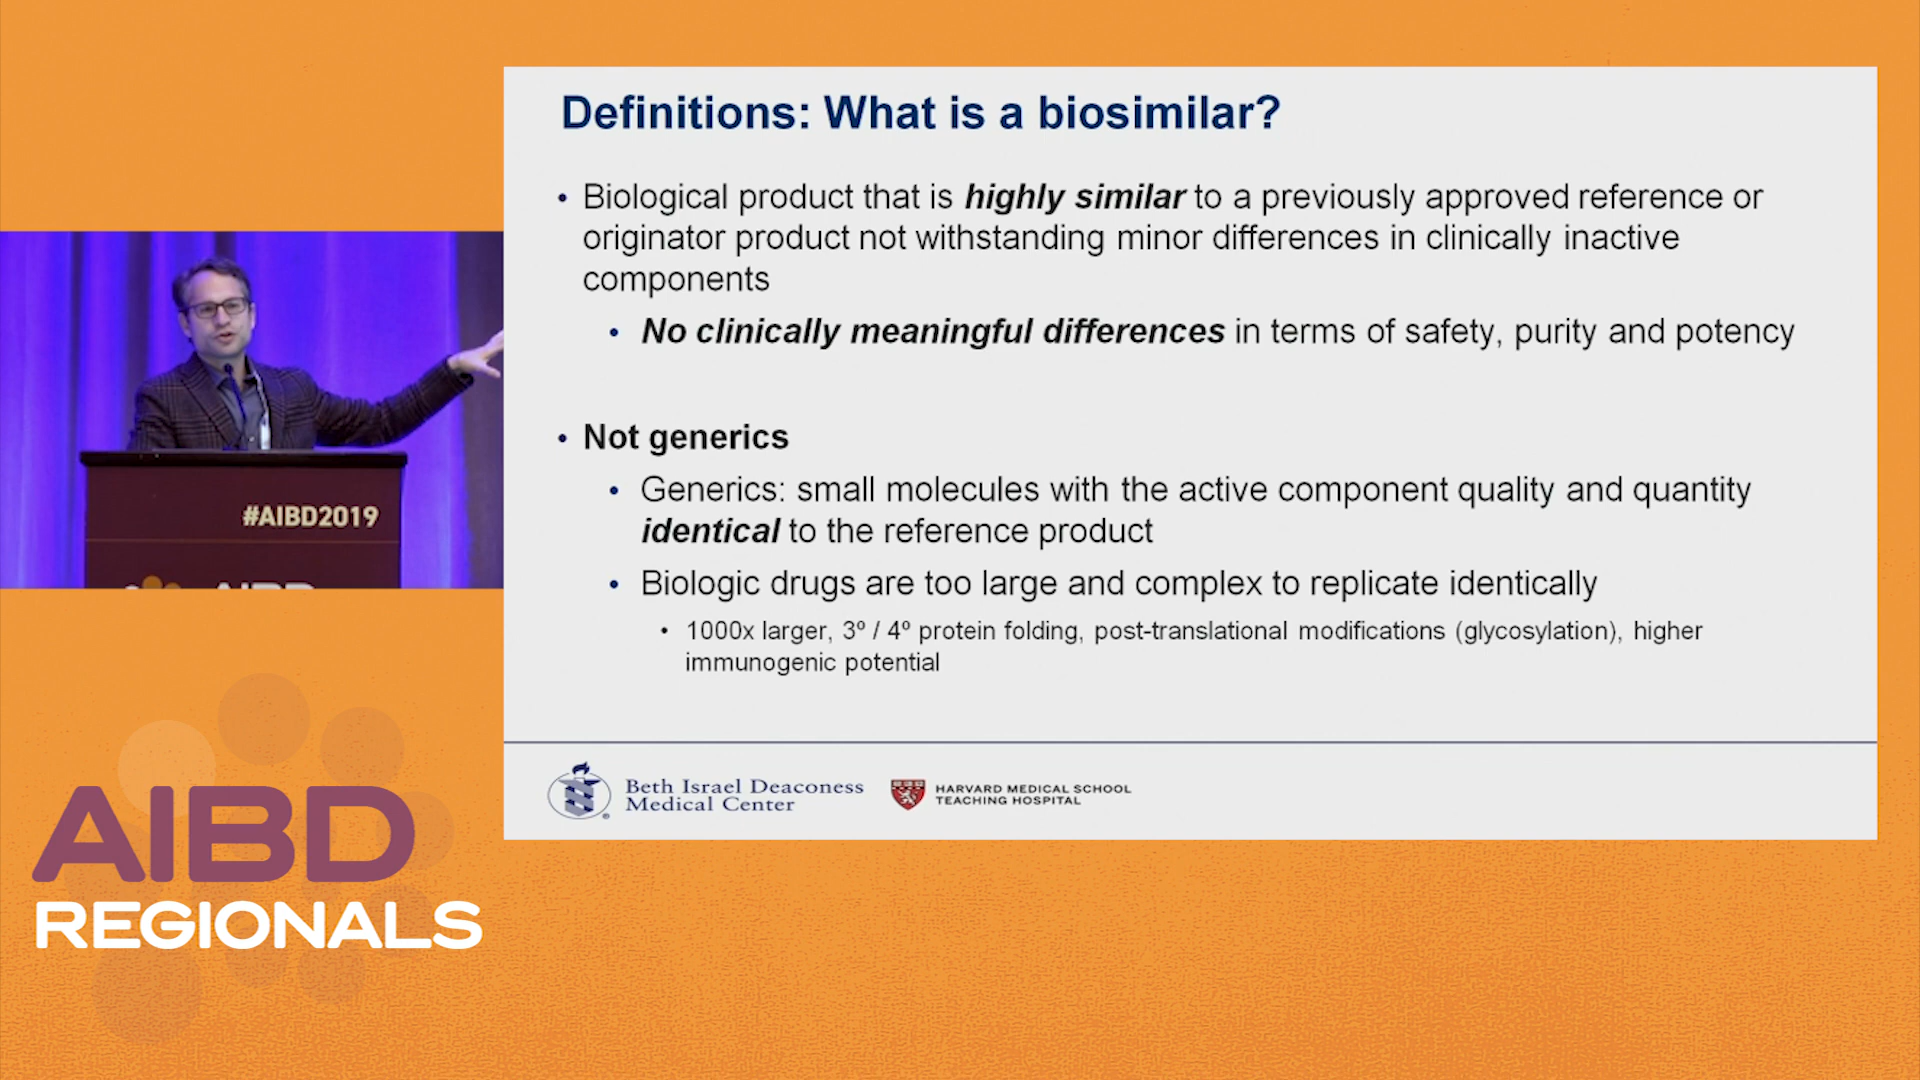 Definitions: What is a biosimilar?
• Biological product that is highly similar to a previously approved reference or
originator product not withstanding minor differences in clinically inactive
components
• No clinically meaningful differences in terms of safety, purity and potency
• Not generics
• Generics: small molecules with the active component quality and quantity
identical to the reference product
• Biologic drugs are too large and complex to replicate identically
• 1000x larger, 3º / 4º protein folding, post-translational modifications (glycosylation), higher
immunogenic potential
Beth Israel Deaconess
Medical Center
HARVARD MEDICAL SCHOOL
TEACHING HOSPITAL
#AIBD2019
AIBD
AIBD
REGIONALS